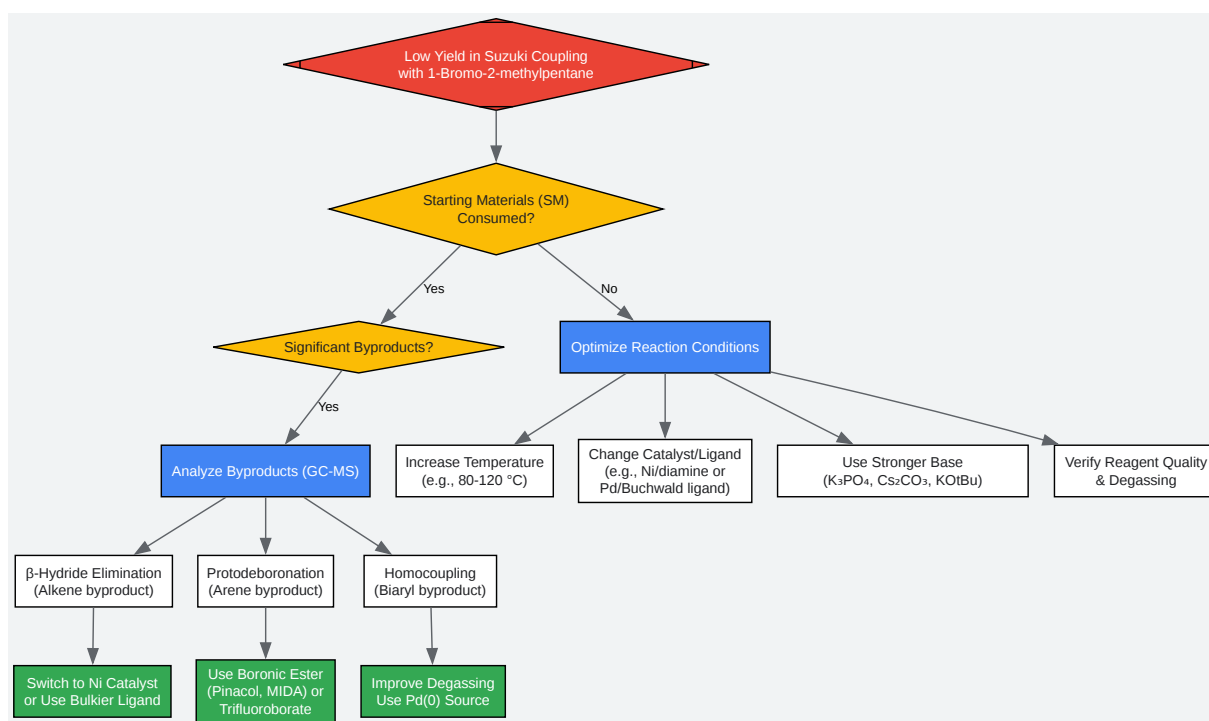 Low Yield in Suzuki Coupling
with 1-Bromo-2-methylpentane
Starting Materials (SM)
Consumed?
Yes
No
Significant Byproducts?
Optimize Reaction Conditions
Yes
Analyze Byproducts (GC-MS)
Increase Temperature
(e.g., 80-120 °C)
Change Catalyst/Ligand
(e.g., Ni/diamine or
Pd/Buchwald ligand)
Use Stronger Base
(K₃PO₄, Cs₂CO₃, KOtBu)
Verify Reagent Quality
& Degassing
β-Hydride Elimination
(Alkene byproduct)
Protodeboronation
(Arene byproduct)
Homocoupling
(Biaryl byproduct)
Switch to Ni Catalyst
or Use Bulkier Ligand
Use Boronic Ester
(Pinacol, MIDA) or
Trifluoroborate
Improve Degassing
Use Pd(0) Source